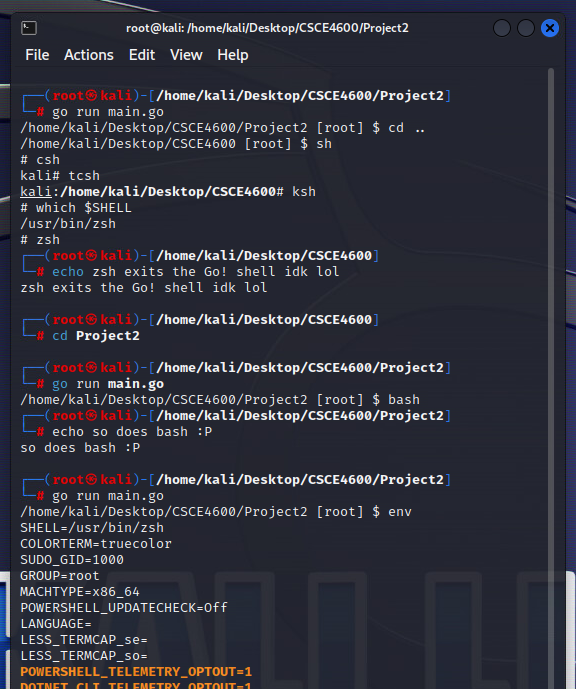 root@kali: /home/kali/Desktop/CSCE4600/Project2
File Actions Edit View Help
┌──(root㉿kali)-[/home/kali/Desktop/CSCE4600/Project2]
└─# go run main.go
/home/kali/Desktop/CSCE4600/Project2 [root] $ cd ..
/home/kali/Desktop/CSCE4600 [root] $ sh
# csh
kali# tcsh
kali:/home/kali/Desktop/CSCE4600# ksh
# which $SHELL
/usr/bin/zsh
# zsh
┌──(root㉿kali)-[/home/kali/Desktop/CSCE4600]
└─# echo zsh exits the Go! shell idk lol
zsh exits the Go! shell idk lol
┌──(root㉿kali)-[/home/kali/Desktop/CSCE4600]
└─# cd Project2
┌──(root㉿kali)-[/home/kali/Desktop/CSCE4600/Project2]
└─# go run main.go
/home/kali/Desktop/CSCE4600/Project2 [root] $ bash
┌──(root㉿kali)-[/home/kali/Desktop/CSCE4600/Project2]
└─# echo so does bash :P
so does bash :P
┌──(root㉿kali)-[/home/kali/Desktop/CSCE4600/Project2]
└─# go run main.go
/home/kali/Desktop/CSCE4600/Project2 [root] $ env
SHELL=/usr/bin/zsh
COLORTERM=truecolor
SUDO_GID=1000
GROUP=root
MACHTYPE=x86_64
POWERSHELL_UPDATECHECK=Off
LANGUAGE=
LESS_TERMCAP_se=
LESS_TERMCAP_so=
POWERSHELL_TELEMETRY_OPTOUT=1
DOTNET_CLI_TELEMETRY_OPTOUT=1